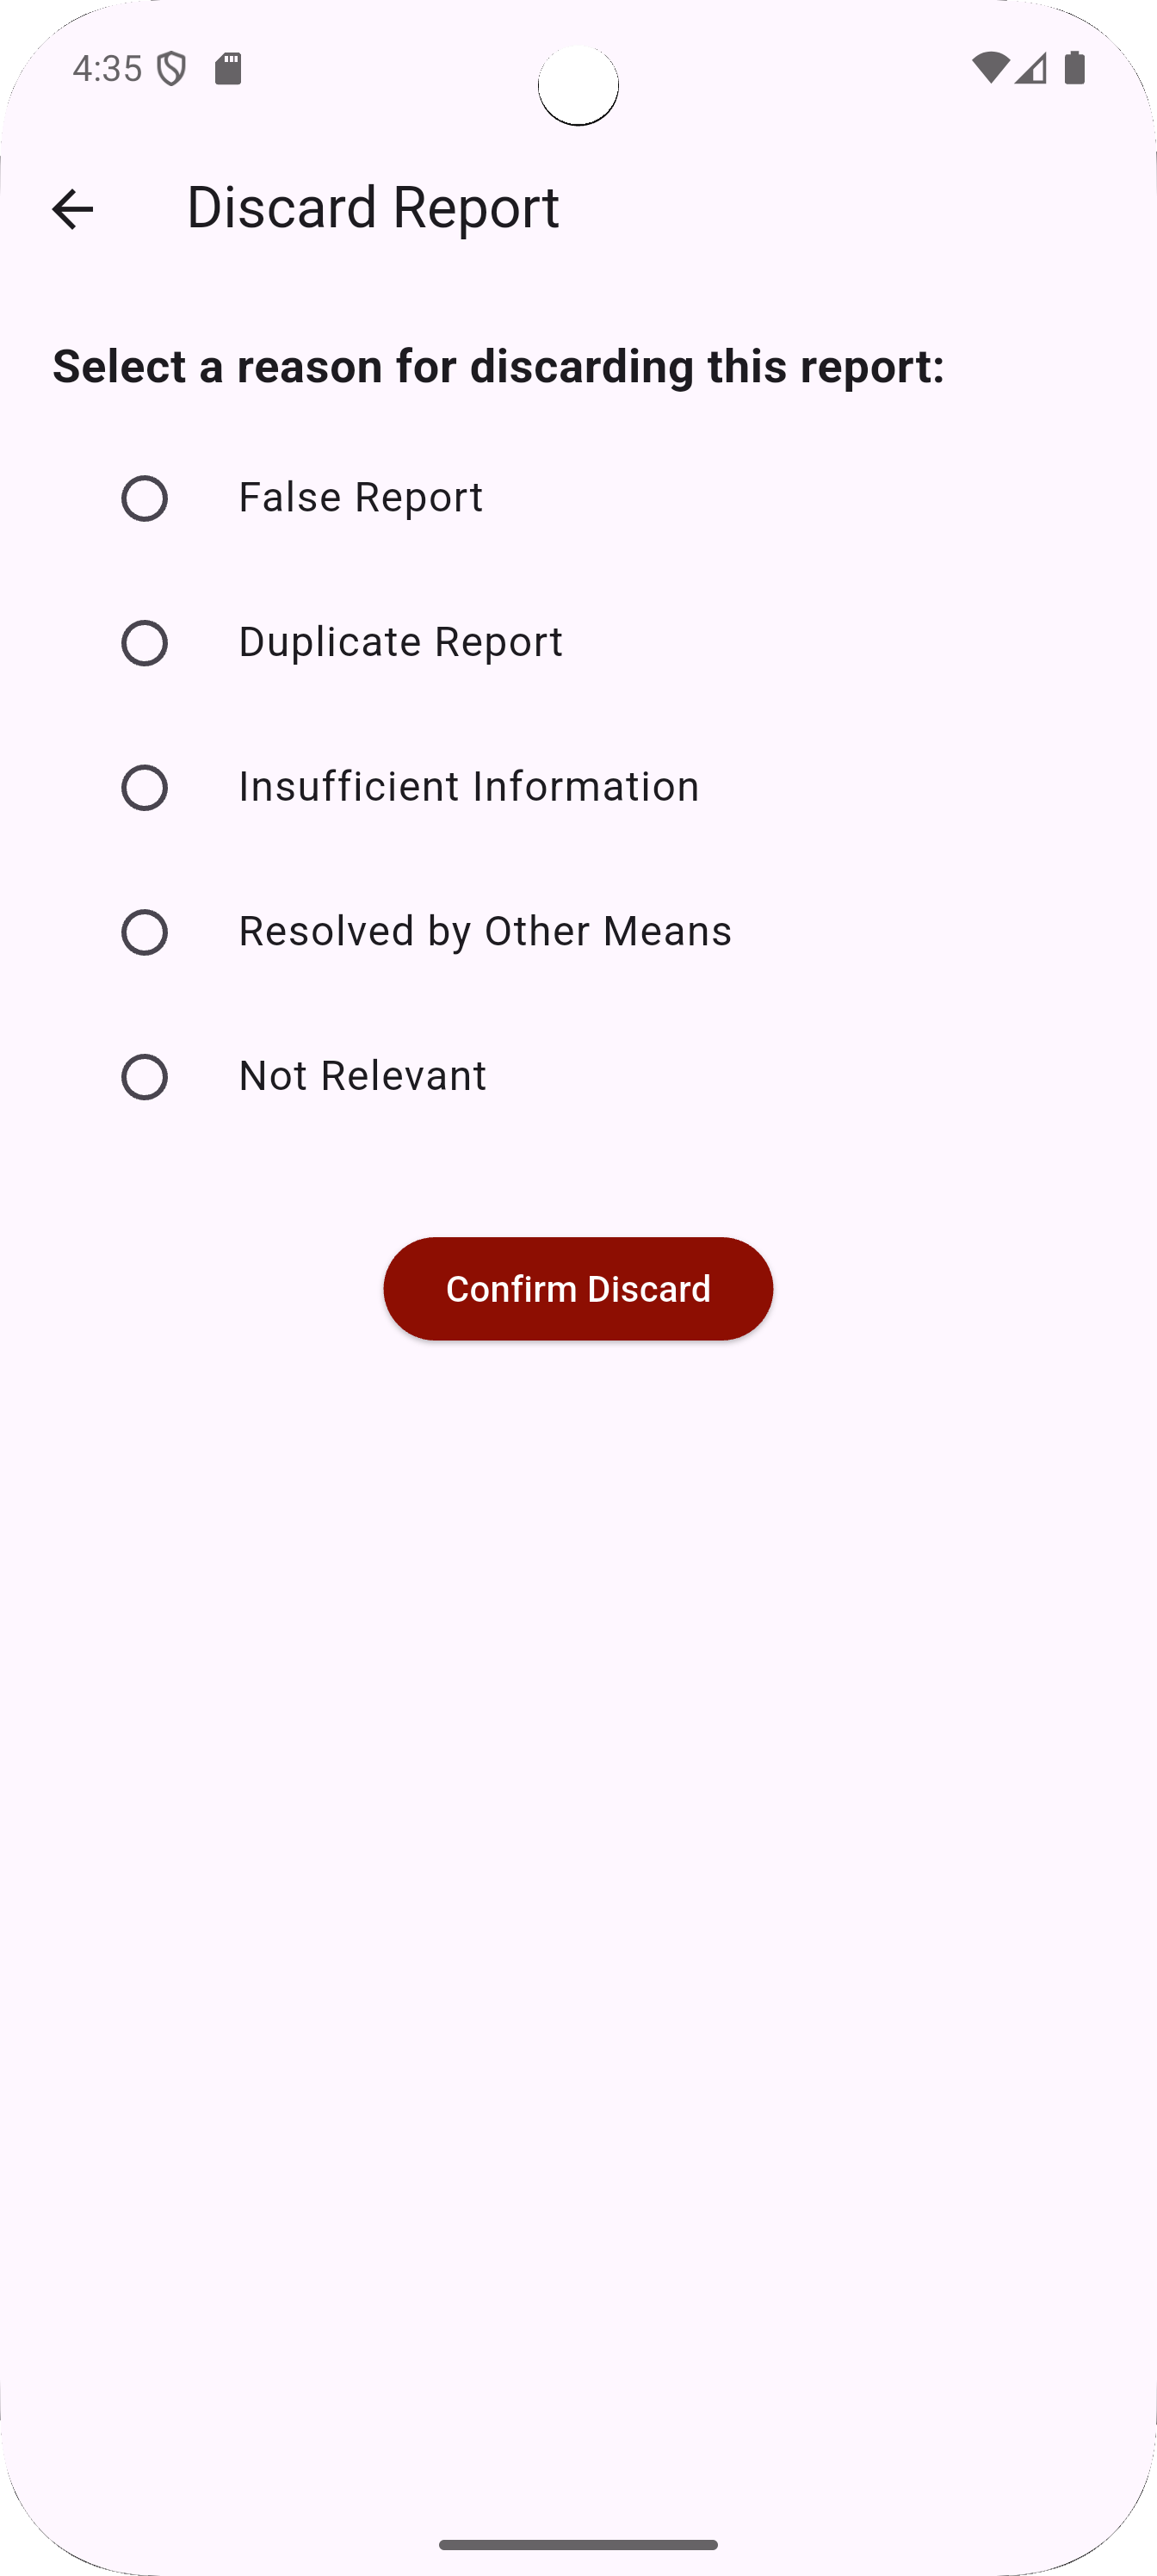 4:35
Discard Report
Select a reason for discarding this report:
False Report
Duplicate Report
Insufficient Information
Resolved by Other Means
Not Relevant
Confirm Discard